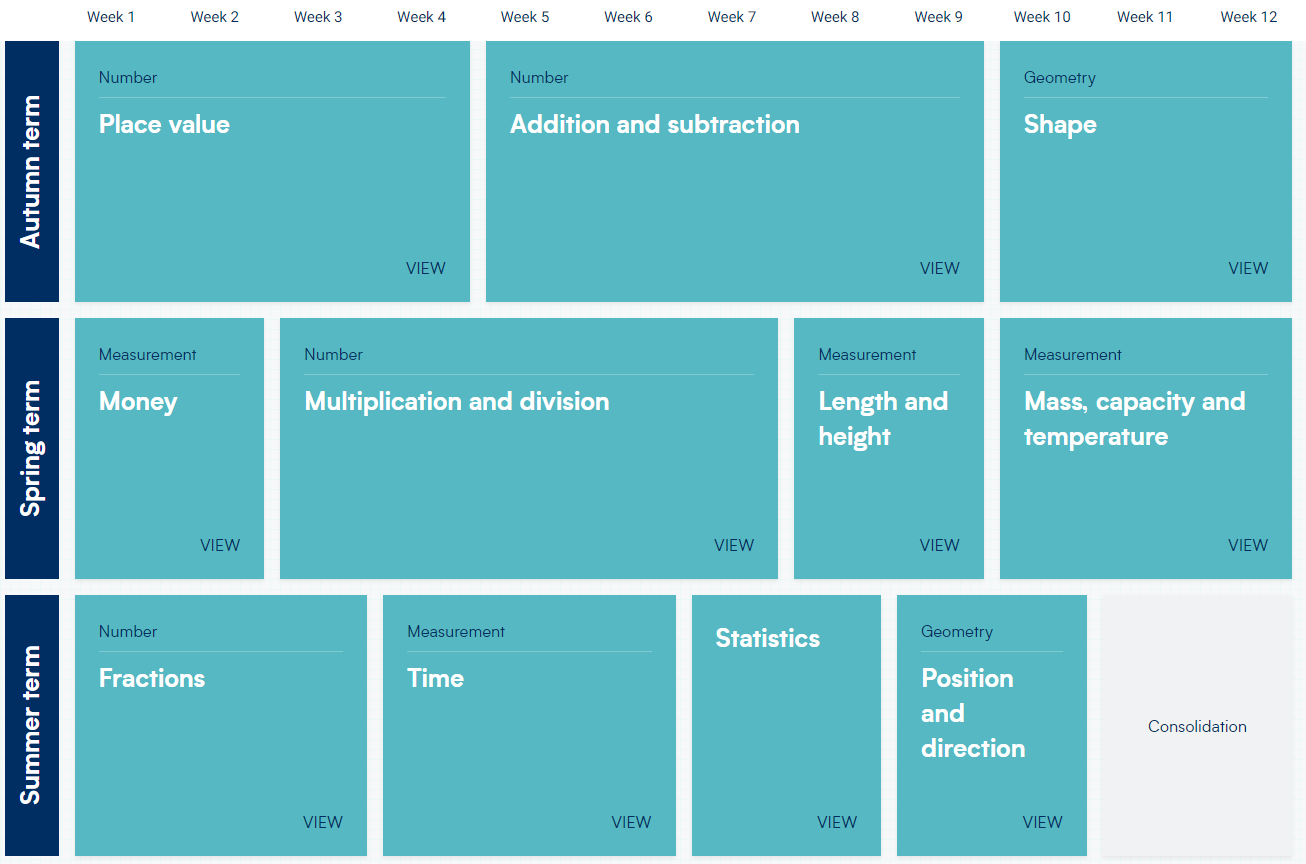 Week 1 Week 2 Week 3 Week 4 Week 5 Week 6 Week 7 Week 8 Week 9 Week 10 Week 11 Week 12
Autumn term
Number
Place value
VIEW
Number
Addition and subtraction
VIEW
Geometry
Shape
VIEW
Spring term
Measurement
Money
VIEW
Number
Multiplication and division
VIEW
Measurement
Length and
height
VIEW
Measurement
Mass, capacity and
temperature
VIEW
Summer term
Number
Fractions
VIEW
Measurement
Time
VIEW
Statistics
VIEW
Geometry
Position
and
direction
VIEW
Consolidation